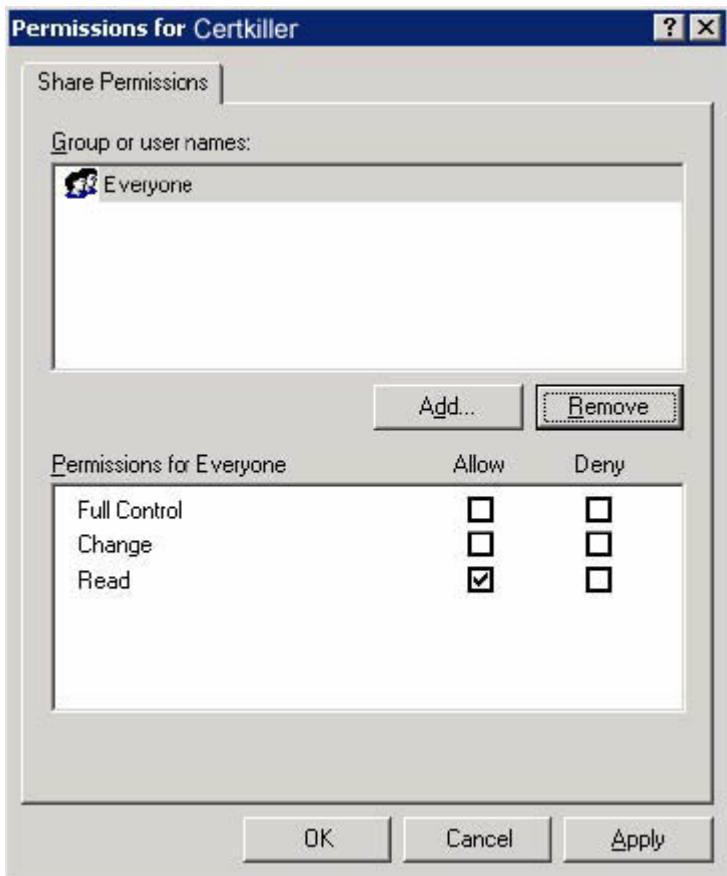 Permissions for Certkiller
Share Permissions
Group or user names:
Everyone
Add... Remove
Permissions for Everyone Allow Deny
Full Control
Change
Read
OK Cancel Apply